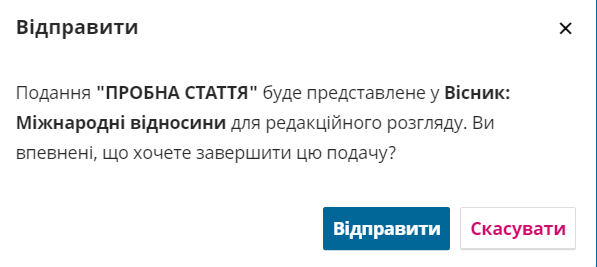 Відправити
Подання "ПРОБНА СТАТТЯ" буде представлене у Вісник:
Міжнародні відносини для редакційного розгляду. Ви
впевнені, що хочете завершити цю подачу?
Відправити Скасувати